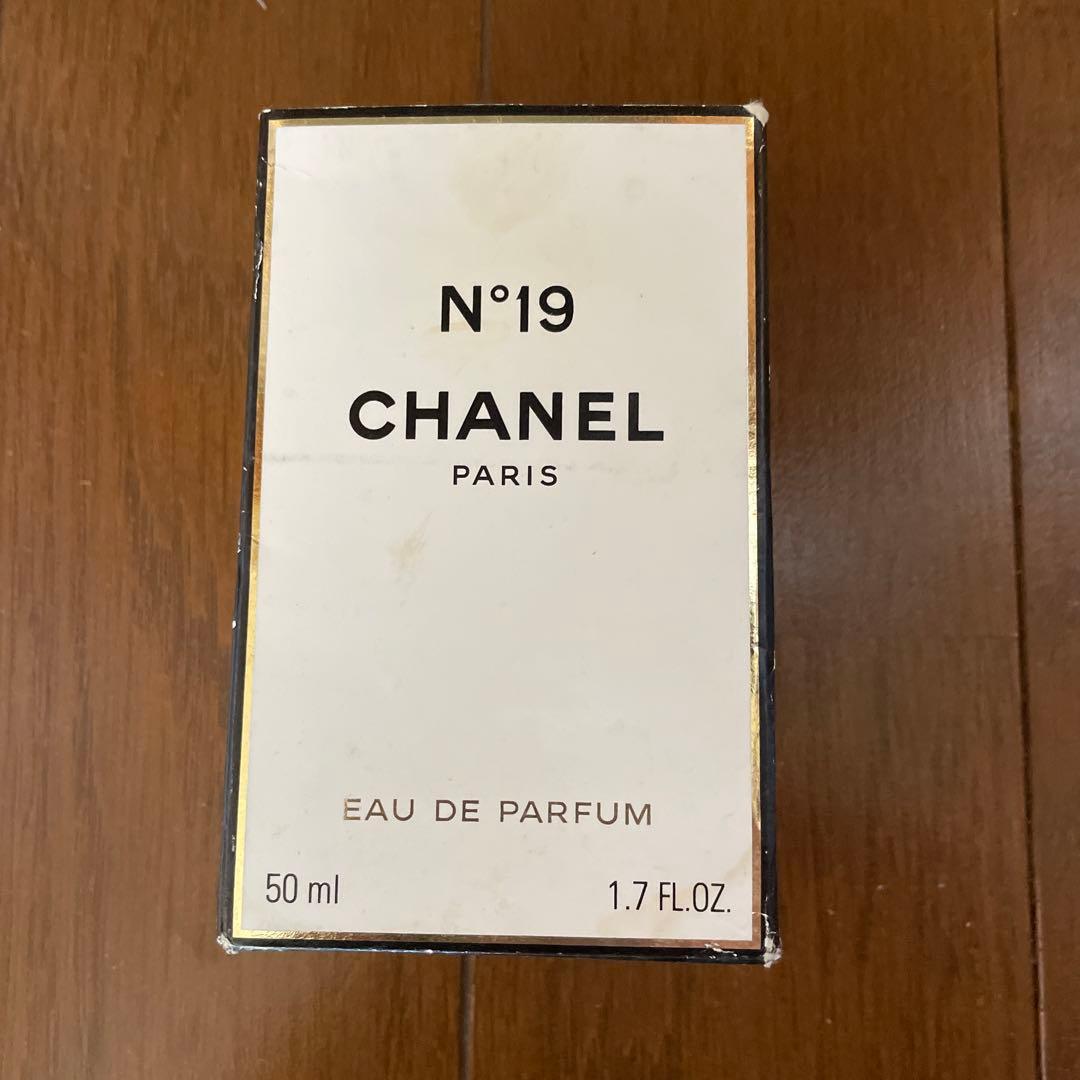 N°19
CHANEL
PARIS
EAU DE PARFUM
50 ml 1.7 FL.OZ.